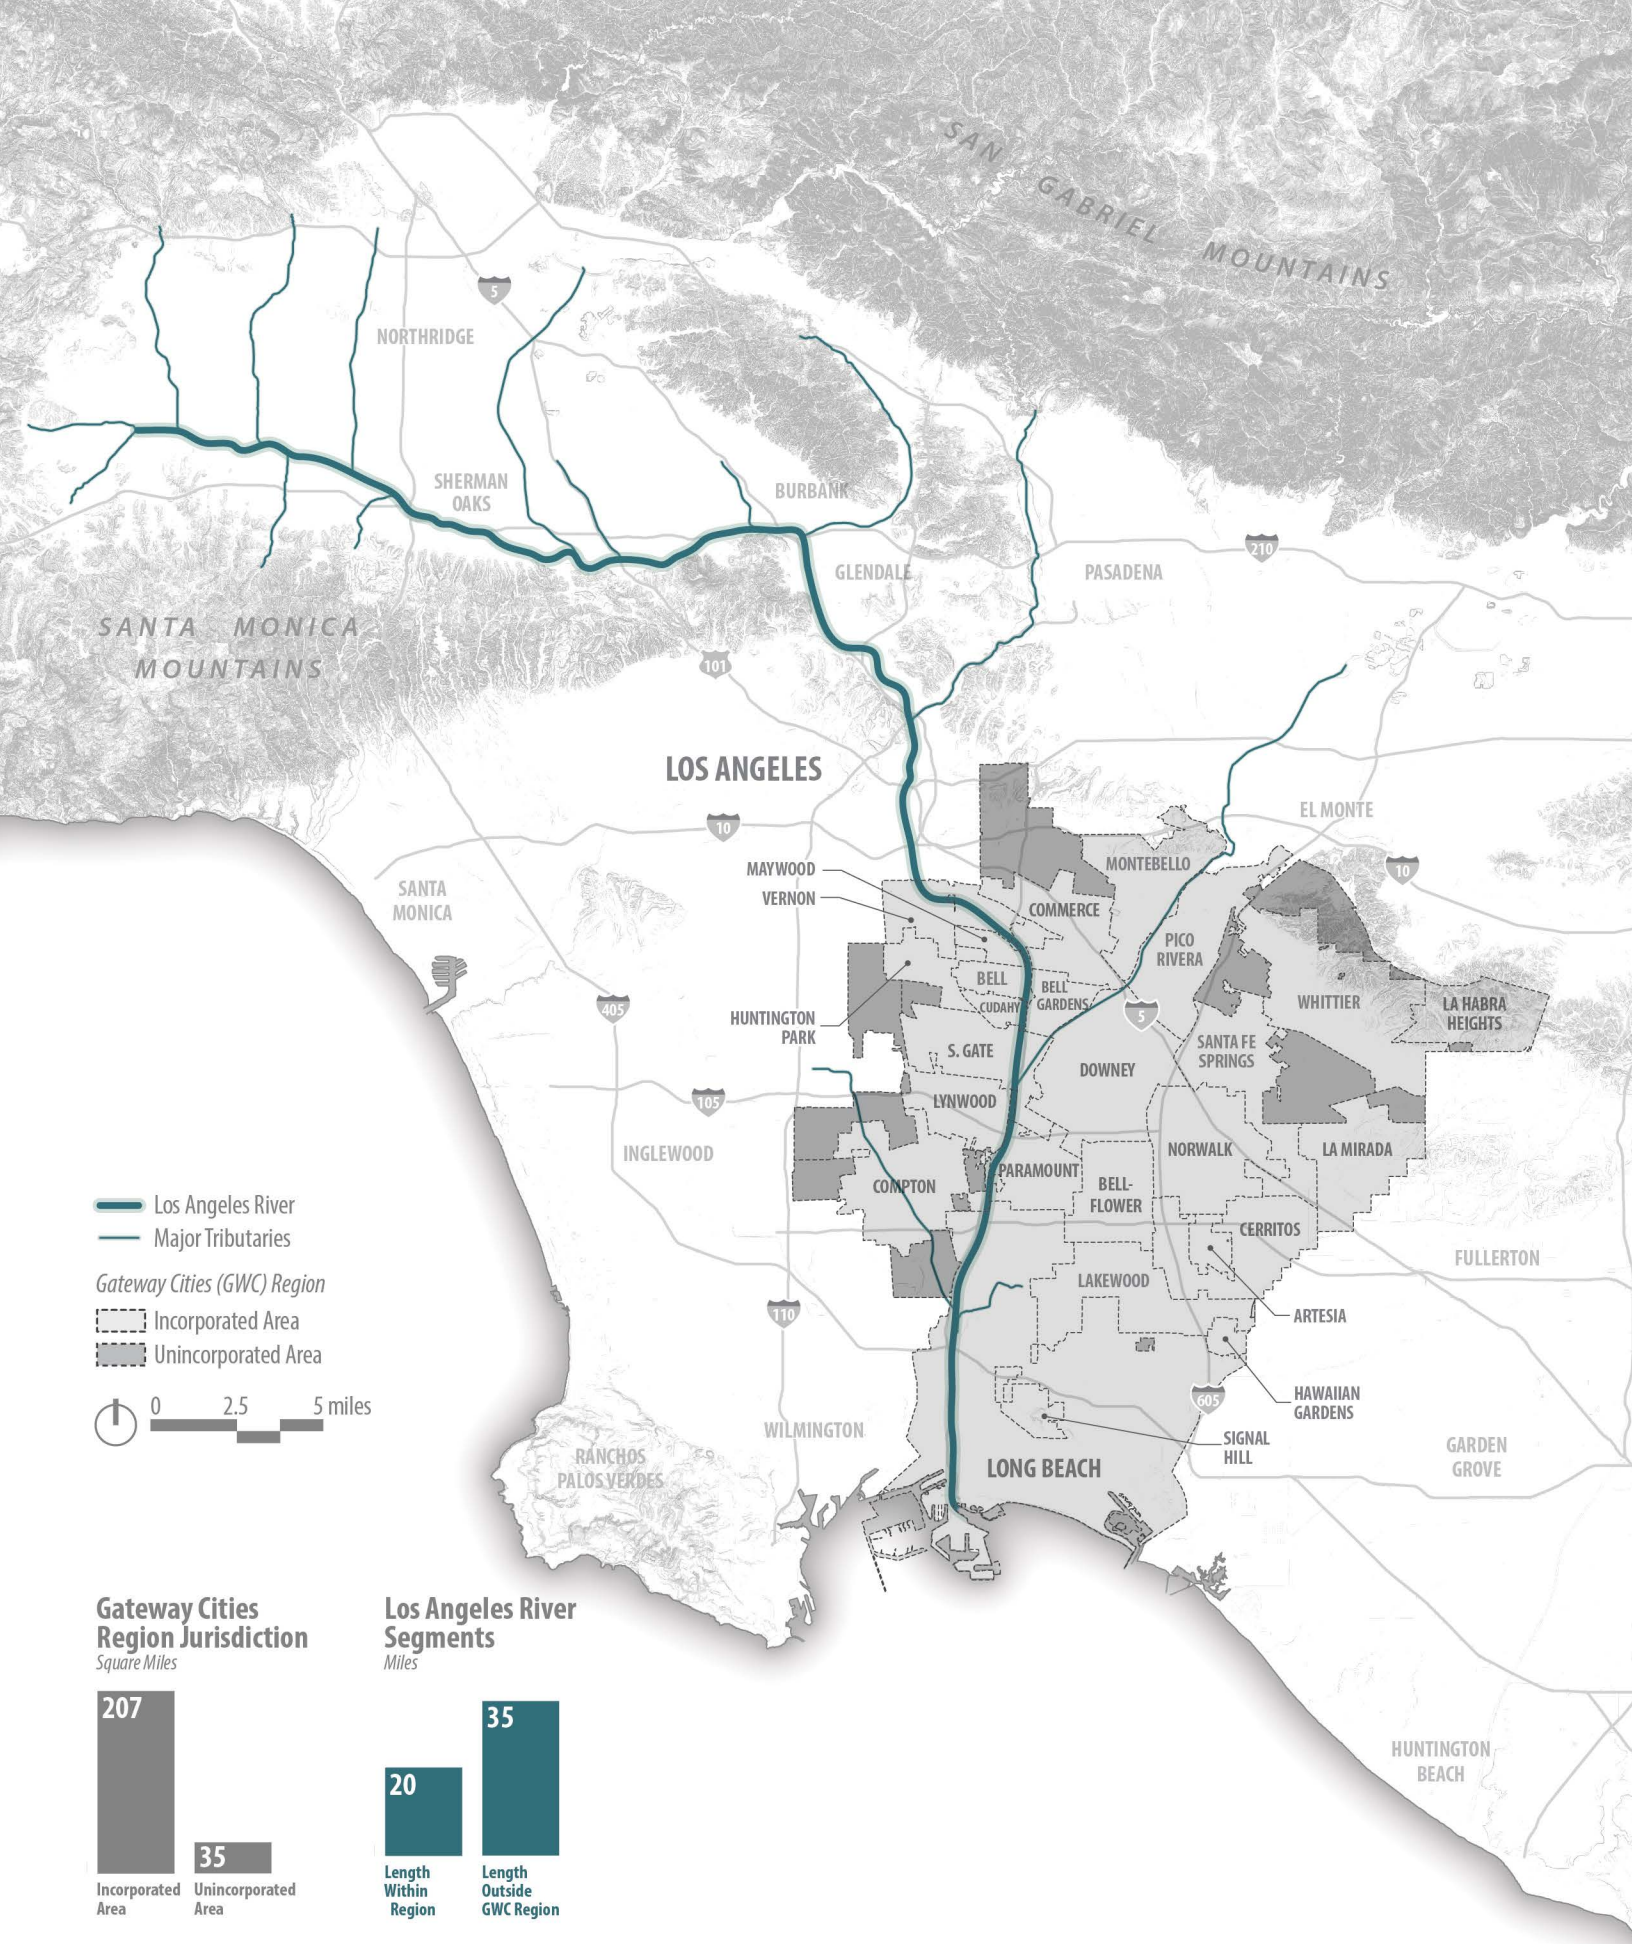 SAN GABRIEL MOUNTAINS
5
NORTHRIDGE
SHERMAN
OAKS
BURBANK
GLENDALE
PASADENA
210
SANTA MONICA
MOUNTAINS
101
LOS ANGELES
10
EL MONTE
10
MAYWOOD
VERNON
MONTEBELLO
COMMERCE
SANTA
MONICA
PICO
RIVERA
BELL
BELL
GARDENS
CUDAHY
HUNTINGTON
PARK
405
5
WHITTIER
LA HABRA
HEIGHTS
S. GATE
SANTA FE
SPRINGS
DOWNEY
105
LYNWOOD
INGLEWOOD
NORWALK
LA MIRADA
PARAMOUNT
COMPTON
BELL-
FLOWER
CERRITOS
FULLERTON
LAKEWOOD
110
ARTESIA
HAWAIIAN
GARDENS
605
SIGNAL
HILL
WILMINGTON
LONG BEACH
GARDEN
GROVE
RANCHOS
PALOS VERDES
HUNTINGTON
BEACH
Los Angeles River
Major Tributaries
Gateway Cities (GWC) Region
Incorporated Area
Unincorporated Area
0 2.5 5 miles
Gateway Cities
Region Jurisdiction
Square Miles
207
35
Incorporated
Area
Unincorporated
Area
Los Angeles River
Segments
Miles
20
35
Length
Within
Region
Length
Outside
GWC Region